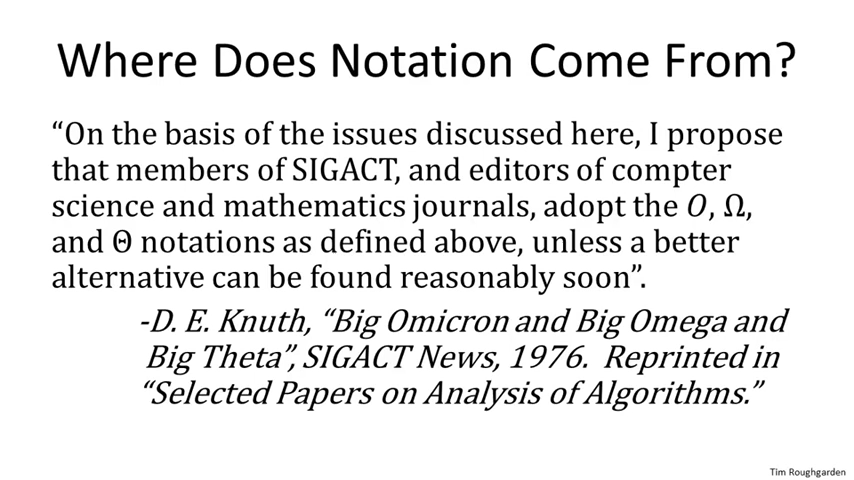 Where Does Notation Come From?
“On the basis of the issues discussed here, I propose
that members of SIGACT, and editors of compter
science and mathematics journals, adopt the O, Ω,
and Θ notations as defined above, unless a better
alternative can be found reasonably soon”.
-D. E. Knuth, “Big Omicron and Big Omega and
Big Theta”, SIGACT News, 1976. Reprinted in
“Selected Papers on Analysis of Algorithms.”
Tim Roughgarden